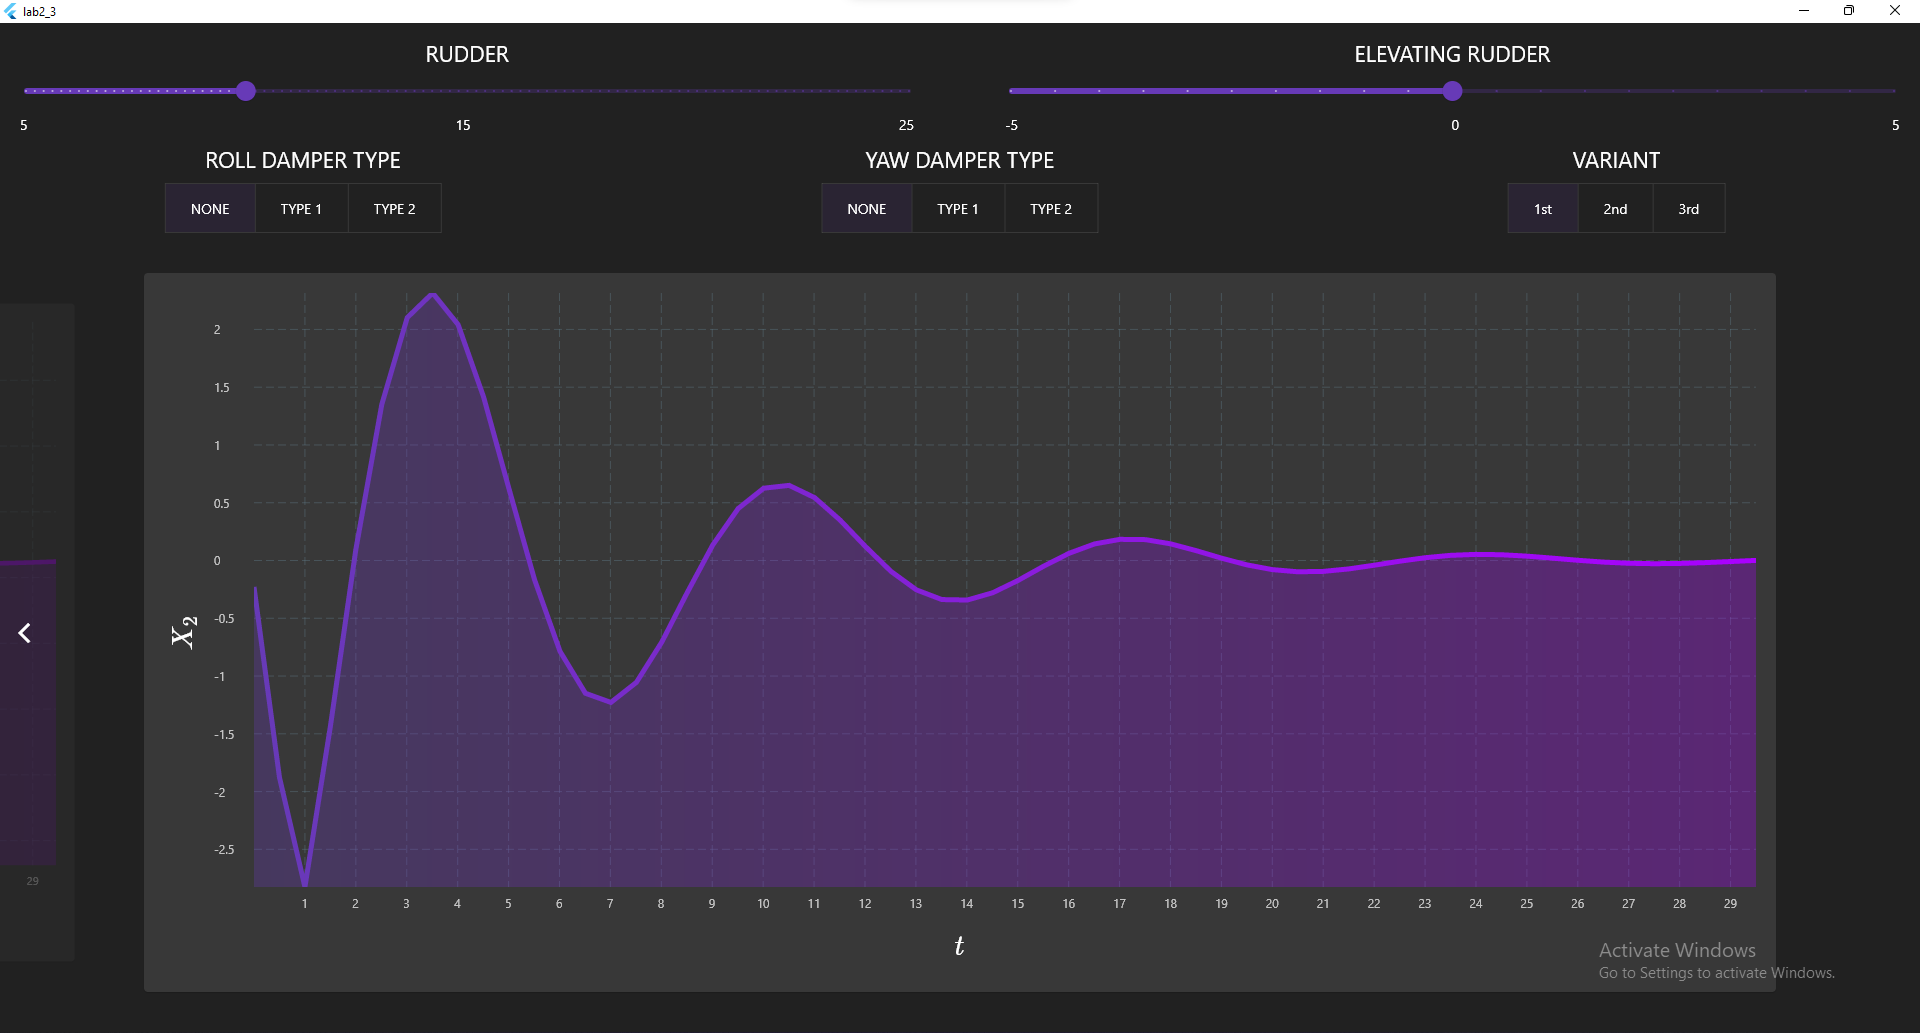 lab2_3
RUDDER
ELEVATING RUDDER
5 15 25
-5 0 5
ROLL DAMPER TYPE
NONE TYPE 1 TYPE 2
YAW DAMPER TYPE
NONE TYPE 1 TYPE 2
VARIANT
1st 2nd 3rd
29
X₂
2
1.5
1
0.5
0
-0.5
-1
-1.5
-2
-2.5
1 2 3 4 5 6 7 8 9 10 11 12 13 14 15 16 17 18 19 20 21 22 23 24 25 26 27 28 29
t
Activate Windows
Go to Settings to activate Windows.